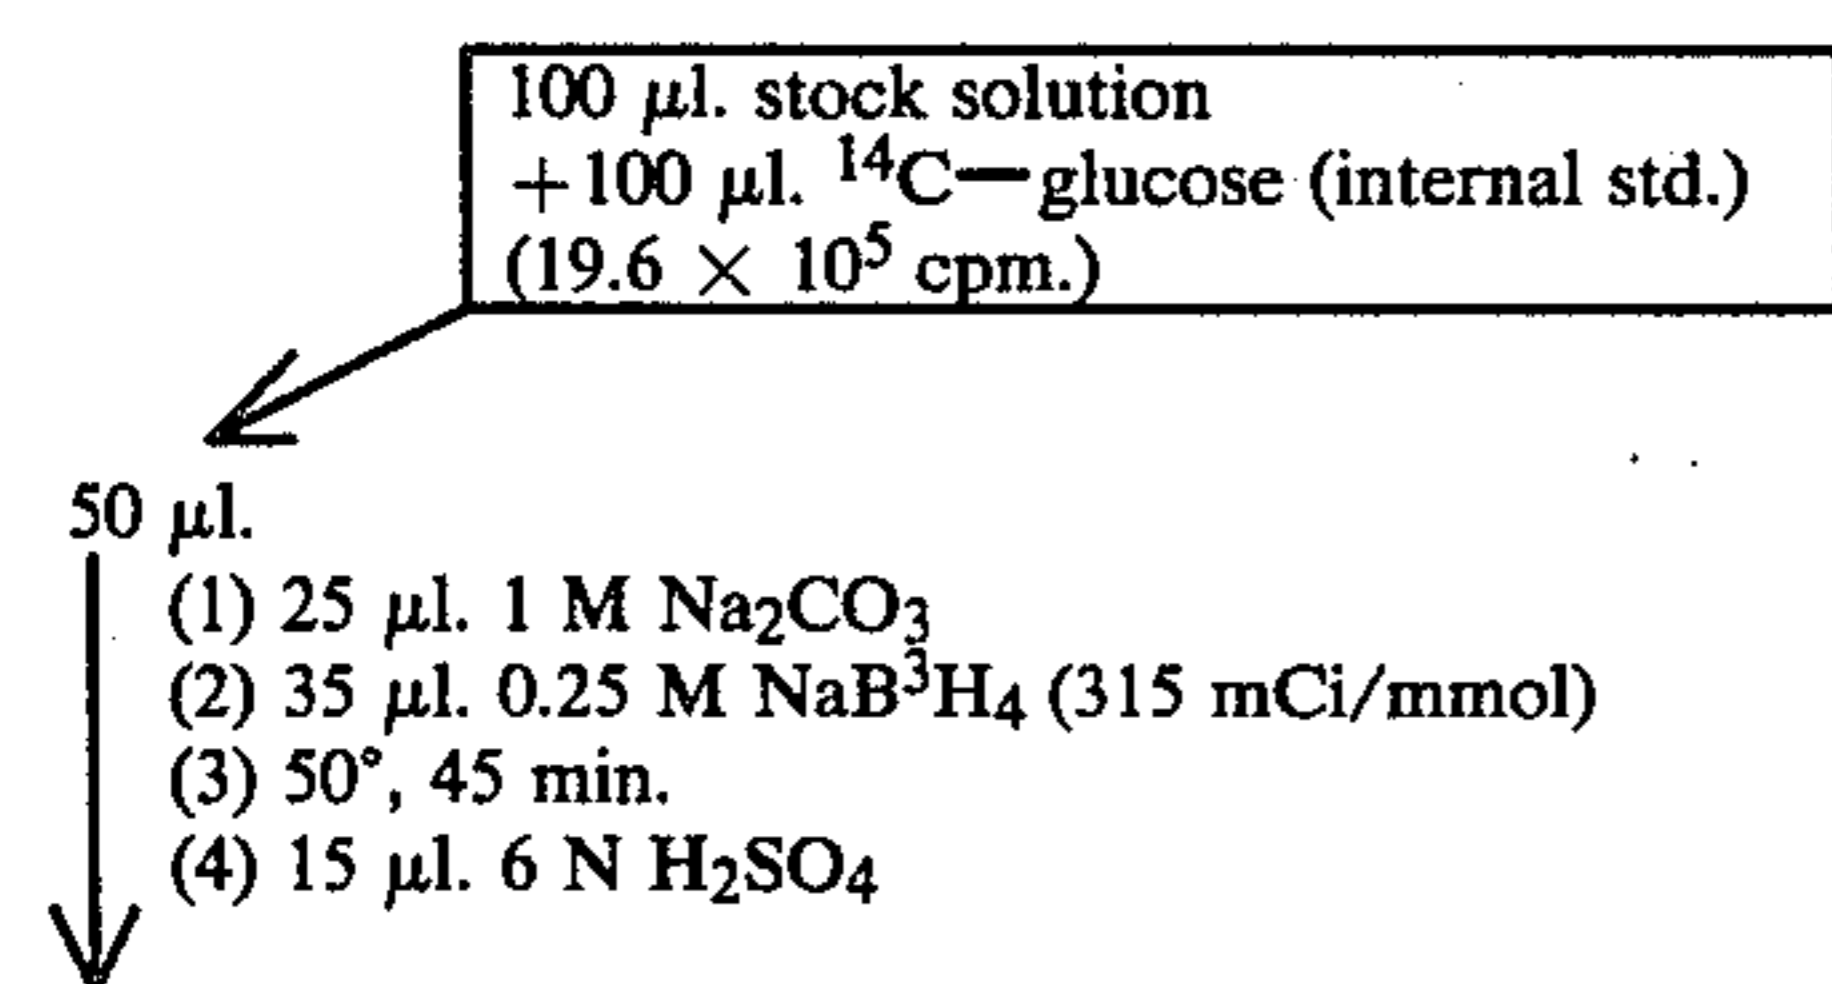 100 μl. stock solution
+100 μl. ¹⁴C—glucose (internal std.)
(19.6 × 10⁵ cpm.)
50 μl.
(1) 25 μl. 1 M Na₂CO₃
(2) 35 μl. 0.25 M NaB³H₄ (315 mCi/mmol)
(3) 50°, 45 min.
(4) 15 μl. 6 N H₂SO₄